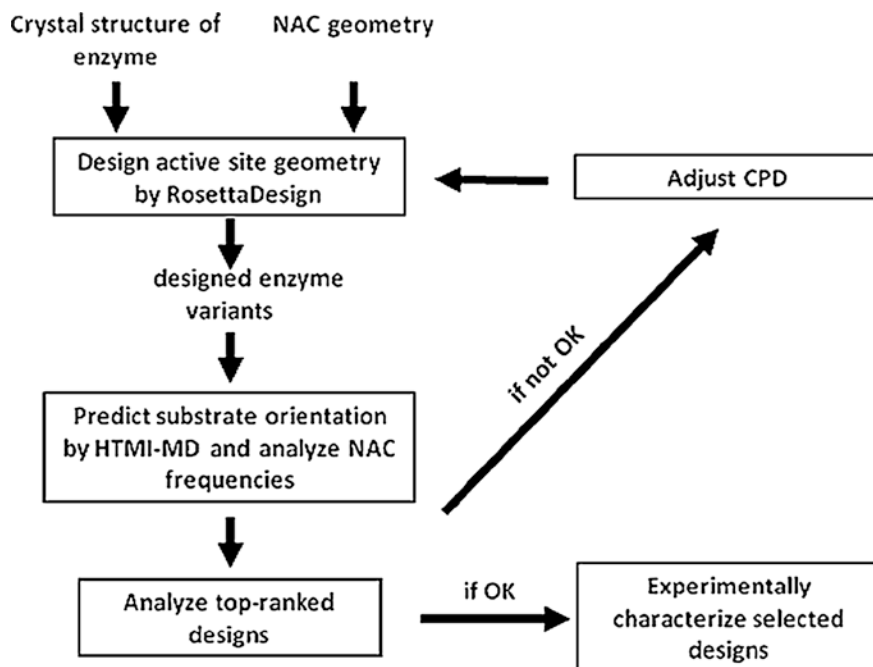 Crystal structure of
enzyme
NAC geometry
Design active site geometry
by RosettaDesign
Adjust CPD
designed enzyme
variants
if not OK
Predict substrate orientation
by HTMI-MD and analyze NAC
frequencies
Analyze top-ranked
designs
if OK
Experimentally
characterize selected
designs